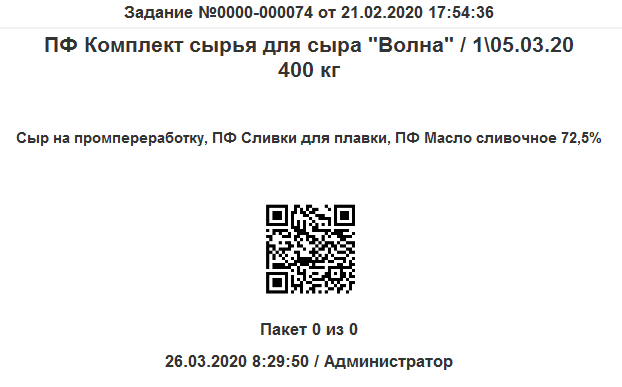 Задание №0000-000074 от 21.02.2020 17:54:36
ПФ Комплект сырья для сыра "Волна" / 1\05.03.20
400 кг
Сыр на промпереработку, ПФ Сливки для плавки, ПФ Масло сливочное 72,5%
Пакет 0 из 0
26.03.2020 8:29:50 / Администратор